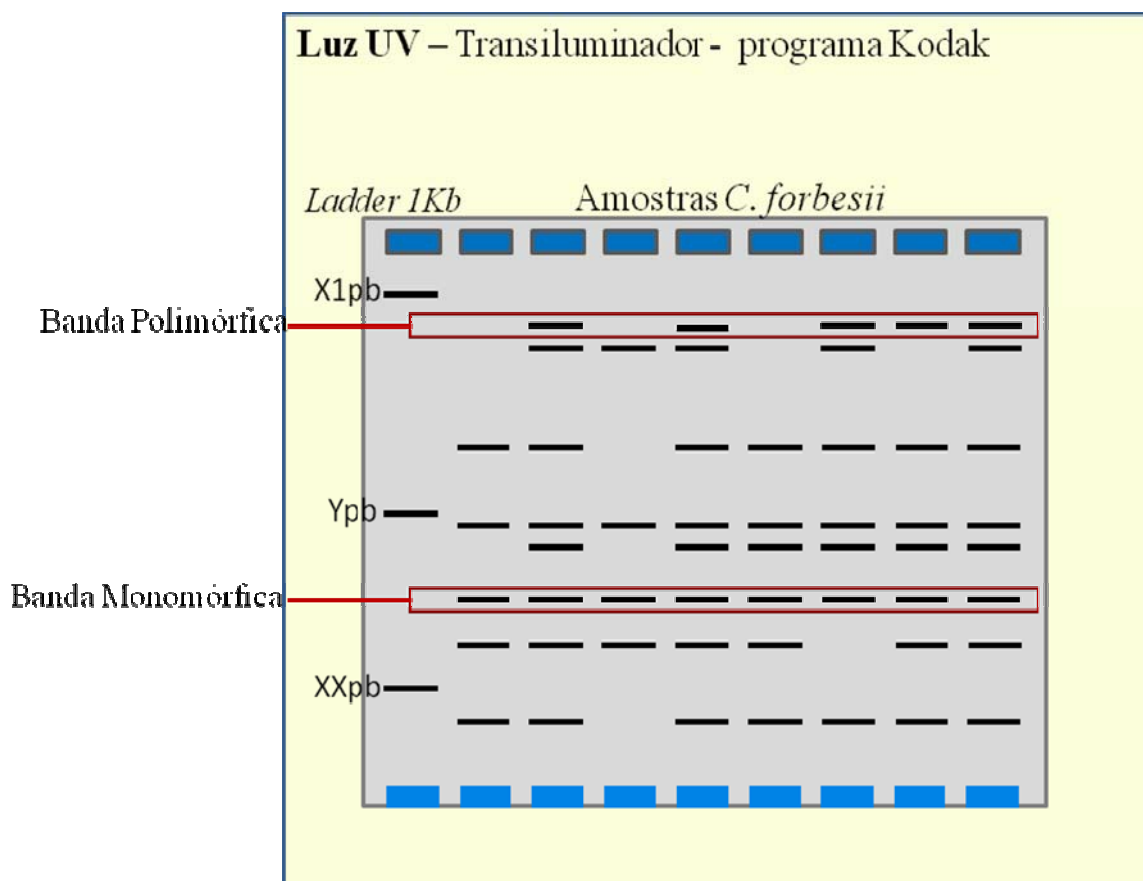 Luz UV – Transiluminador - programa Kodak
Ladder 1Kb
Amostras C. forbesii
X1pb
Banda Polimórfica
Ypb
Banda Monomórfica
XXpb